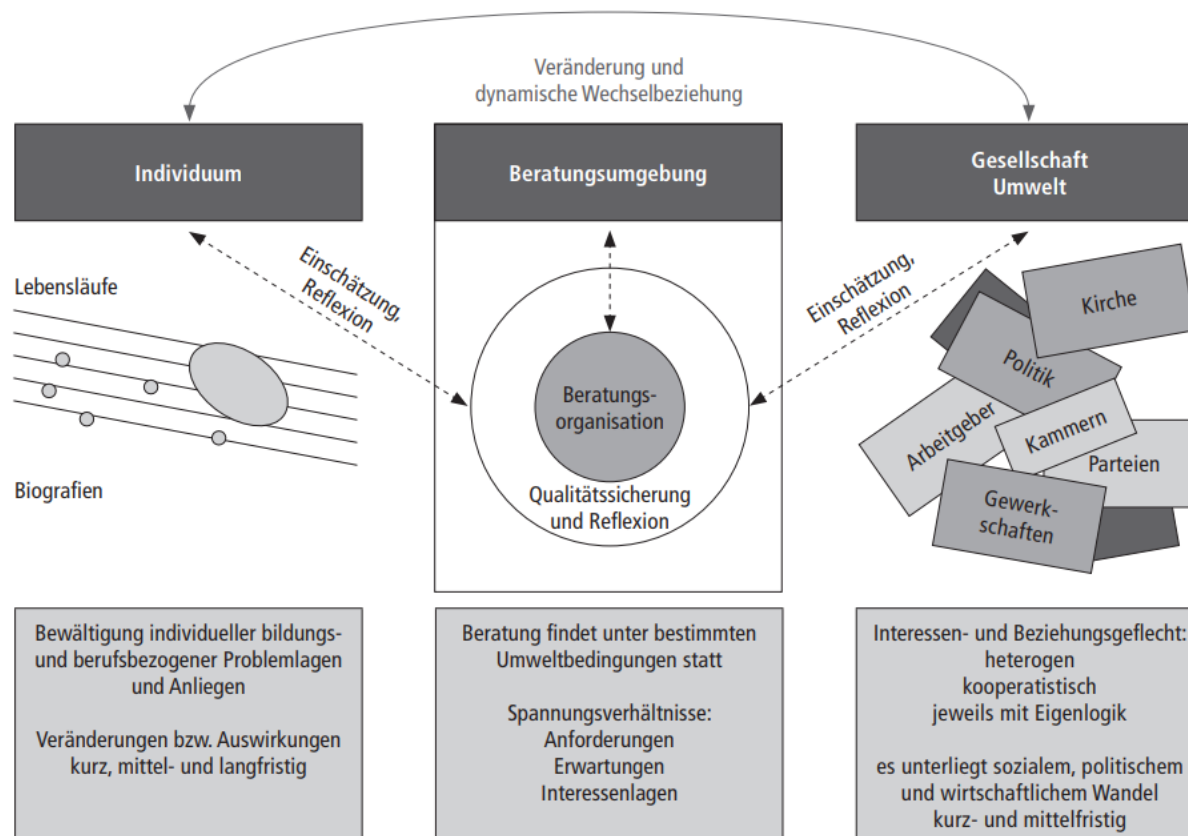 Veränderung und
dynamische Wechselbeziehung
Individuum
Beratungsumgebung
Gesellschaft
Umwelt
Lebensläufe
Einschätzung,
Reflexion
Biografien
Beratungs-
organisation
Qualitätssicherung
und Reflexion
Einschätzung,
Reflexion
Kirche
Politik
Arbeitgeber
Kammern
Parteien
Gewerk-
schaften
Bewältigung individueller bildungs-
und berufsbezogener Problemlagen
und Anliegen
Veränderungen bzw. Auswirkungen
kurz, mittel- und langfristig
Beratung findet unter bestimmten
Umweltbedingungen statt
Spannungsverhältnisse:
Anforderungen
Erwartungen
Interessenlagen
Interessen- und Beziehungsgeflecht:
heterogen
kooperatistisch
jeweils mit Eigenlogik
es unterliegt sozialem, politischem
und wirtschaftlichem Wandel
kurz- und mittelfristig